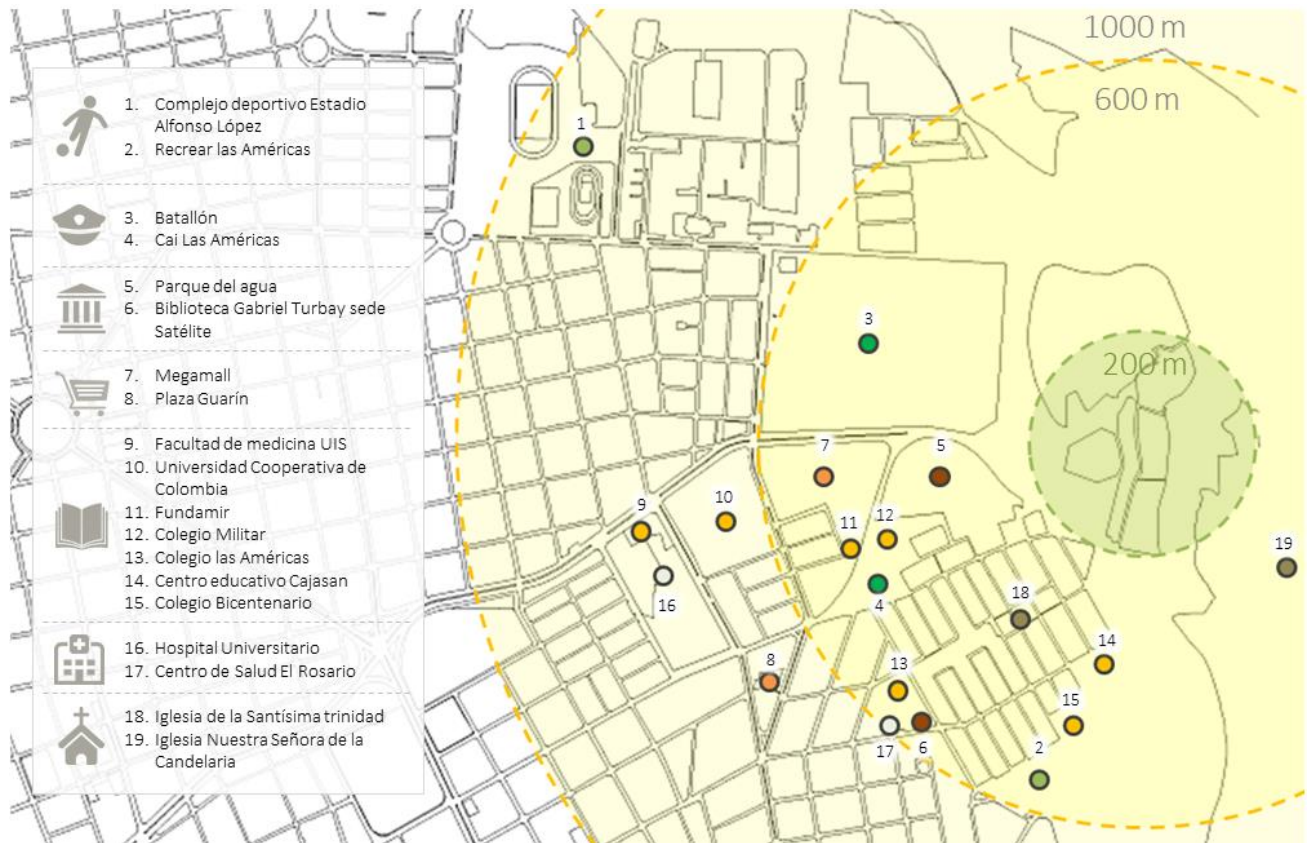 1000 m
600 m
200 m
1. Complejo deportivo Estadio
Alfonso López
2. Recrear las Américas
3. Batallón
4. Cai Las Américas
5. Parque del agua
6. Biblioteca Gabriel Turbay sede
Satélite
7. Megamall
8. Plaza Guarín
9. Facultad de medicina UIS
10. Universidad Cooperativa de
Colombia
11. Fundamir
12. Colegio Militar
13. Colegio las Américas
14. Centro educativo Cajasan
15. Colegio Bicentenario
16. Hospital Universitario
17. Centro de Salud El Rosario
18. Iglesia de la Santísima trinidad
19. Iglesia Nuestra Señora de la
Candelaria
1
3
7
5
9
10
11
12
19
16
4
18
14
8
13
15
17
6
2